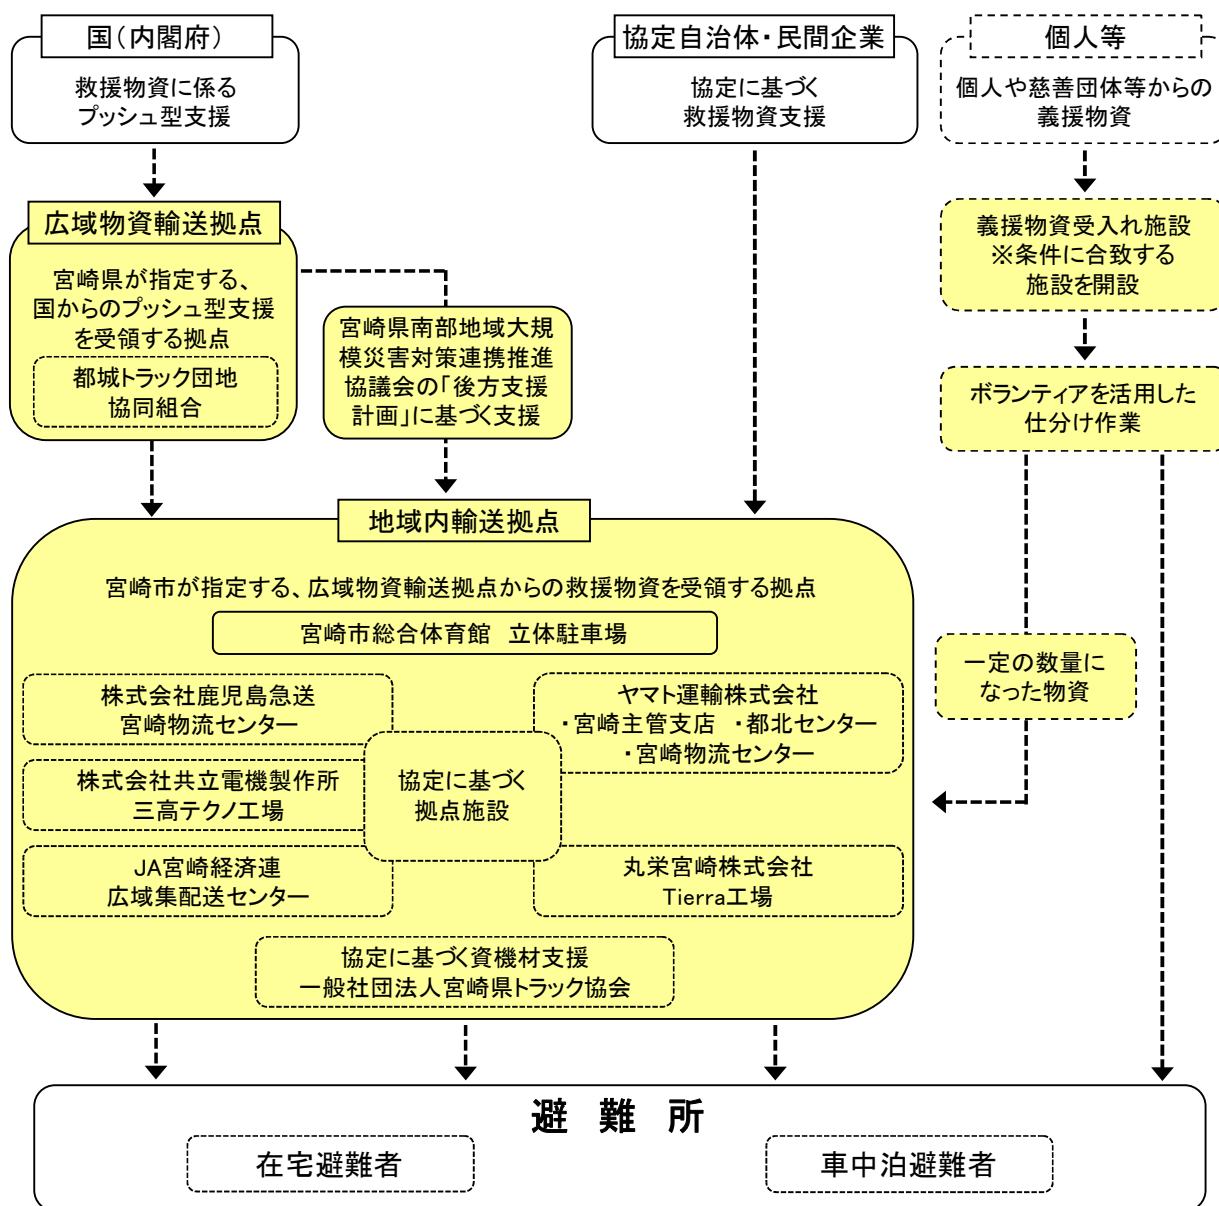 国（内閣府）
救援物資に係る
プッシュ型支援
協定自治体・民間企業
協定に基づく
救援物資支援
個人等
個人や慈善団体等からの
義援物資
広域物資輸送拠点
宮崎県が指定する、
国からのプッシュ型支援
を受領する拠点
都城トラック団地
協同組合
宮崎県南部地域大規
模災害対策連携推進
協議会の「後方支援
計画」に基づく支援
義援物資受入れ施設
※条件に合致する
施設を開設
ボランティアを活用した
仕分け作業
一定の数量に
なった物資
地域内輸送拠点
宮崎市が指定する、広域物資輸送拠点からの救援物資を受領する拠点
宮崎市総合体育館　立体駐車場
株式会社鹿児島急送
宮崎物流センター
ヤマト運輸株式会社
・宮崎主管支店　・都北センター
・宮崎物流センター
株式会社共立電機製作所
三高テクノ工場
協定に基づく
拠点施設
JA宮崎経済連
広域集配送センター
丸栄宮崎株式会社
Tierra工場
協定に基づく資機材支援
一般社団法人宮崎県トラック協会
避　難　所
在宅避難者
車中泊避難者